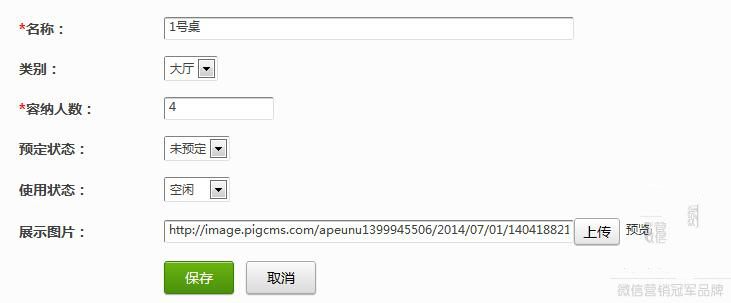 *名称： 1号桌
类别： 大厅
*容纳人数： 4
预定状态： 未预定
使用状态： 空闲
展示图片： http://image.pigcms.com/apeunu1399945506/2014/07/01/140418821 上传 预览
保存 取消
微信营销冠军品牌